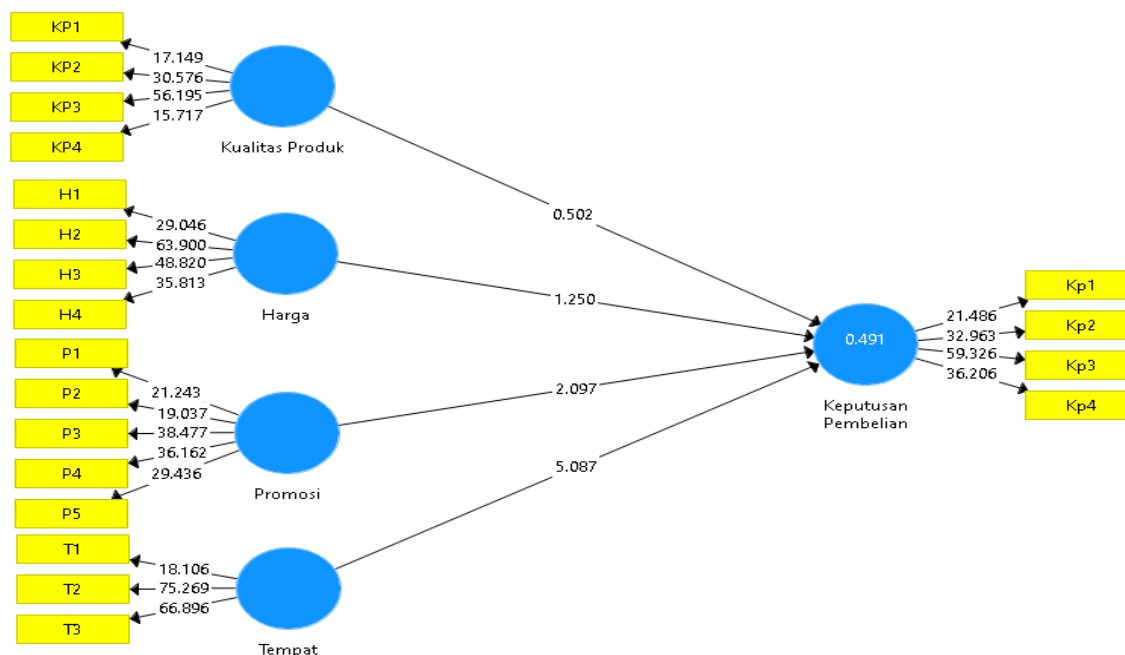 KP1
KP2
KP3
KP4
17.149
30.576
56.195
15.717
Kualitas Produk
H1
H2
H3
H4
29.046
63.900
48.820
35.813
Harga
P1
P2
P3
P4
P5
21.243
19.037
38.477
36.162
29.436
Promosi
T1
T2
T3
18.106
75.269
66.896
Tempat
0.502
1.250
2.097
5.087
0.491
Keputusan
Pembelian
21.486
32.963
59.326
36.206
Kp1
Kp2
Kp3
Kp4